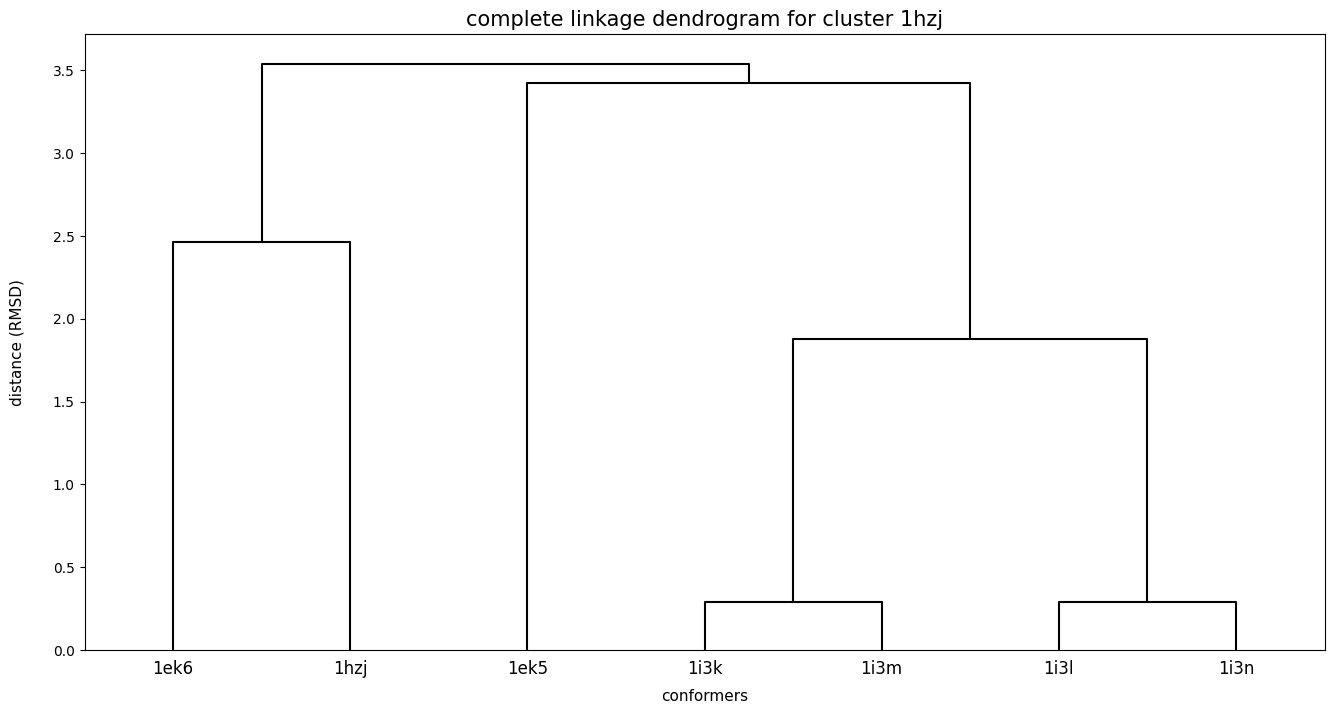 complete linkage dendrogram for cluster 1hzj
3.5
3.0
2.5
2.0
1.5
1.0
0.5
0.0
distance (RMSD)
1ek6 1hzj 1ek5 1i3k 1i3m 1i3l 1i3n
conformers